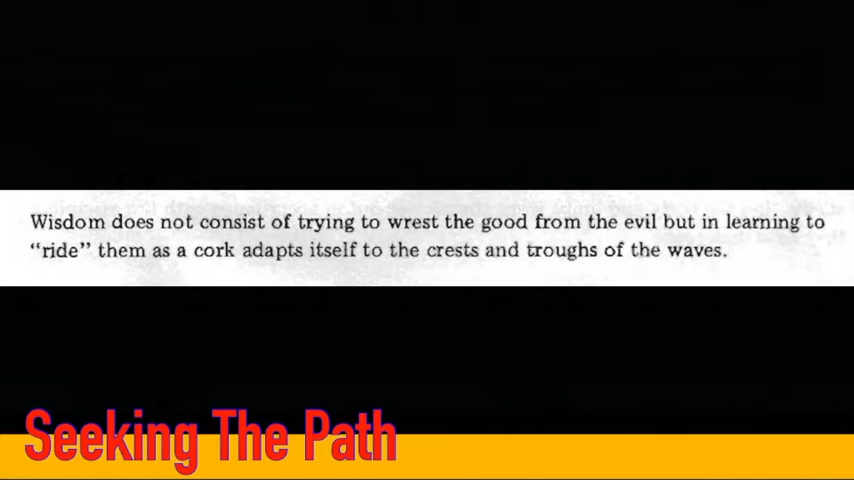 Wisdom does not consist of trying to wrest the good from the evil but in learning to
“ride” them as a cork adapts itself to the crests and troughs of the waves.
Seeking The Path